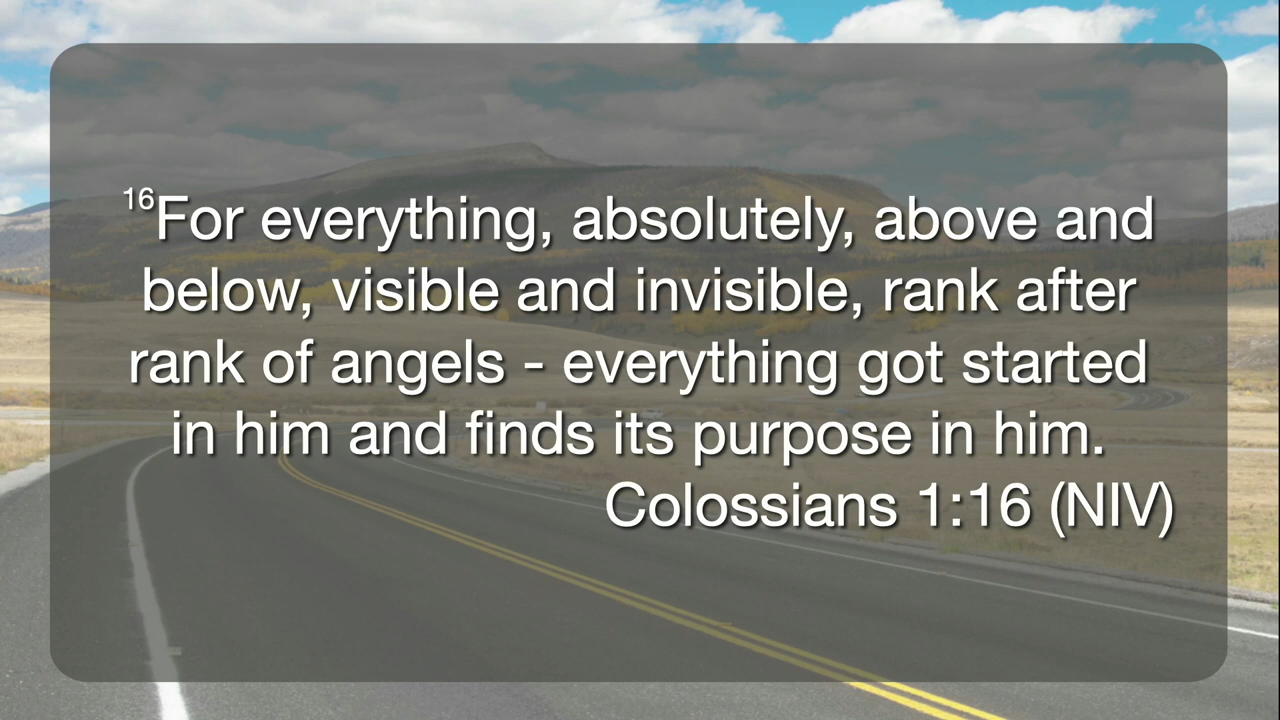 16For everything, absolutely, above and
below, visible and invisible, rank after
rank of angels - everything got started
in him and finds its purpose in him.
Colossians 1:16 (NIV)